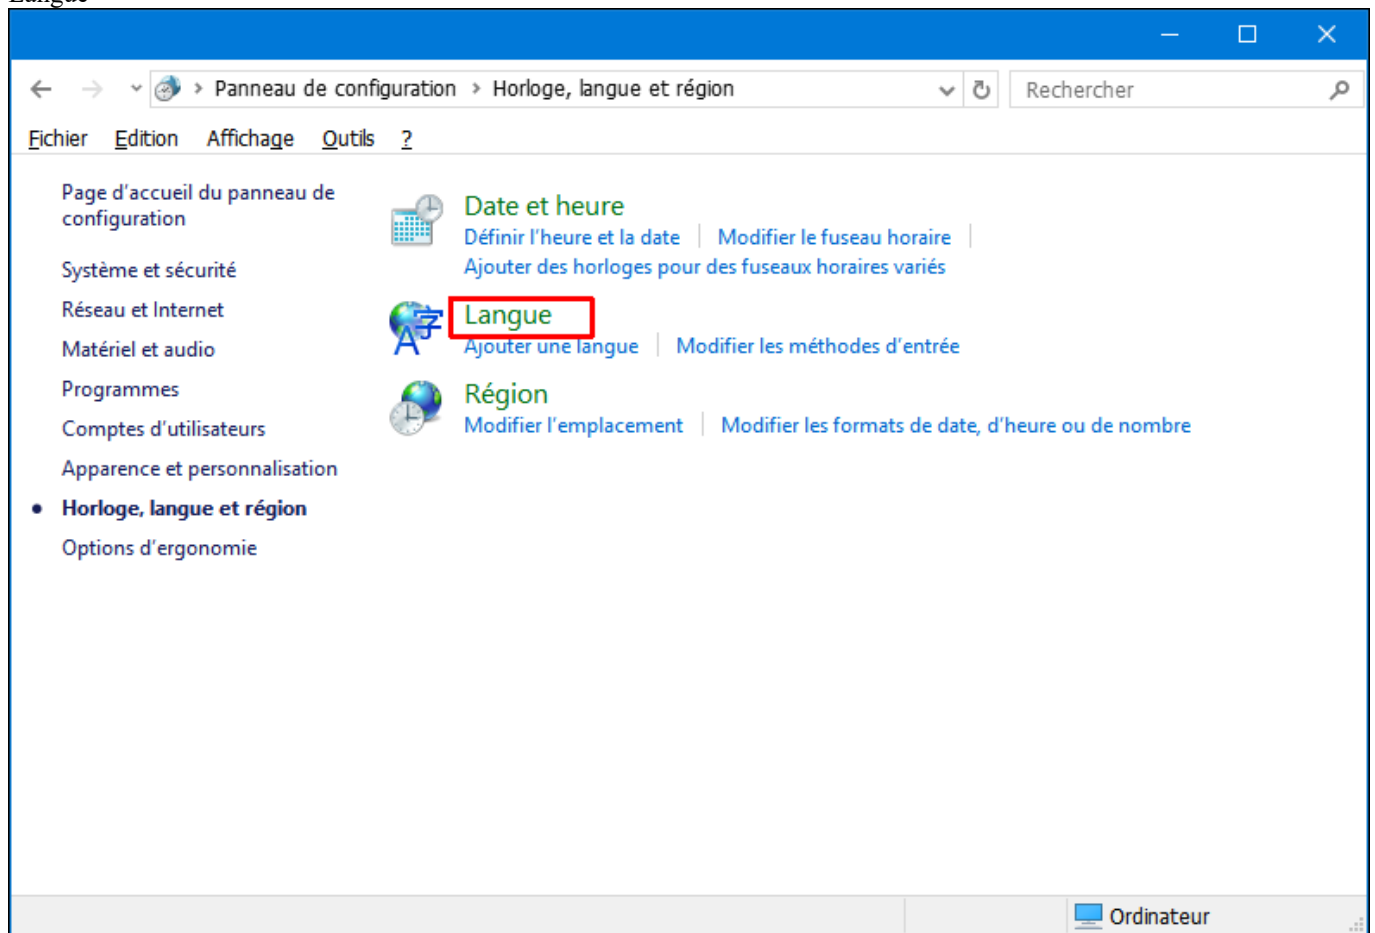 Langue
Panneau de configuration > Horloge, langue et région
Rechercher
Fichier Edition Affichage Outils ?
Page d'accueil du panneau de
configuration
Système et sécurité
Réseau et Internet
Matériel et audio
Programmes
Comptes d'utilisateurs
Apparence et personnalisation
Horloge, langue et région
Options d'ergonomie
Date et heure
Définir l'heure et la date | Modifier le fuseau horaire |
Ajouter des horloges pour des fuseaux horaires variés
Langue
Ajouter une langue | Modifier les méthodes d'entrée
Région
Modifier l'emplacement | Modifier les formats de date, d'heure ou de nombre
Ordinateur